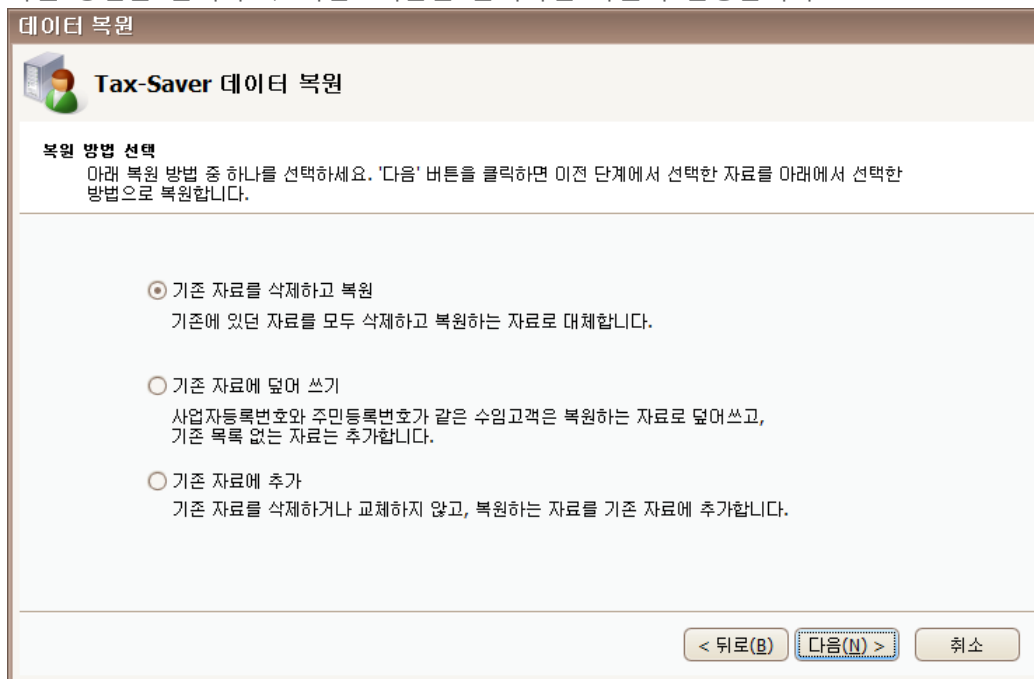 데이터 복원
Tax-Saver 데이터 복원
복원 방법 선택
아래 복원 방법 중 하나를 선택하세요. '다음' 버튼을 클릭하면 이전 단계에서 선택한 자료를 아래에서 선택한
방법으로 복원합니다.
기존 자료를 삭제하고 복원
기존에 있던 자료를 모두 삭제하고 복원하는 자료로 대체합니다.
기존 자료에 덮어 쓰기
사업자등록번호와 주민등록번호가 같은 수임고객은 복원하는 자료로 덮어쓰고,
기존 목록 없는 자료는 추가합니다.
기존 자료에 추가
기존 자료를 삭제하거나 교체하지 않고, 복원하는 자료를 기존 자료에 추가합니다.
< 뒤로(B) 다음(N) > 취소